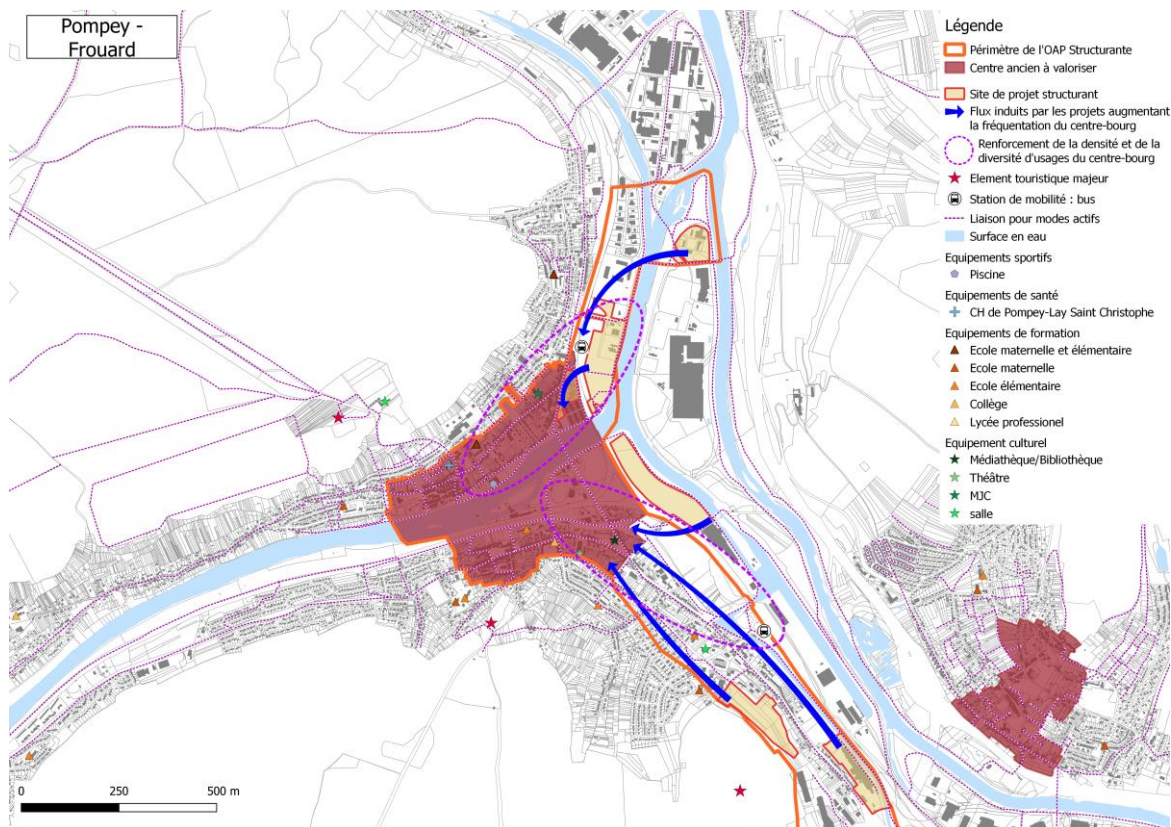 Pompey -
Frouard
Légende
Périmètre de l'OAP Structurante
Centre ancien à valoriser
Site de projet structurant
Flux induits par les projets augmentant
la fréquentation du centre-bourg
Renforcement de la densité et de la
diversité d'usages du centre-bourg
Element touristique majeur
Station de mobilité : bus
Liaison pour modes actifs
Surface en eau
Equipements sportifs
Piscine
Equipements de santé
CH de Pompey-Lay Saint Christophe
Equipements de formation
Ecole maternelle et élémentaire
Ecole maternelle
Ecole élémentaire
Collège
Lycée professionel
Equipement culturel
Médiathèque/Bibliothèque
Théâtre
MJC
salle
0 250 500 m